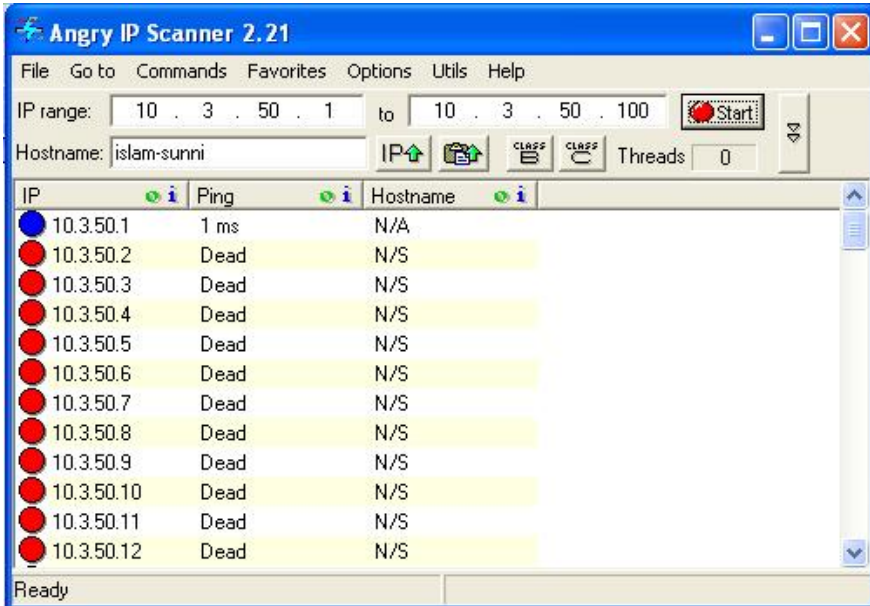 Angry IP Scanner 2.21
File Go to Commands Favorites Options Utils Help
IP range: 10 . 3 . 50 . 1 to 10 . 3 . 50 . 100 Start
Hostname: islam-sunni IP CLASS B CLASS C Threads 0
IP Ping Hostname
10.3.50.1 1 ms N/A
10.3.50.2 Dead N/S
10.3.50.3 Dead N/S
10.3.50.4 Dead N/S
10.3.50.5 Dead N/S
10.3.50.6 Dead N/S
10.3.50.7 Dead N/S
10.3.50.8 Dead N/S
10.3.50.9 Dead N/S
10.3.50.10 Dead N/S
10.3.50.11 Dead N/S
10.3.50.12 Dead N/S
Ready